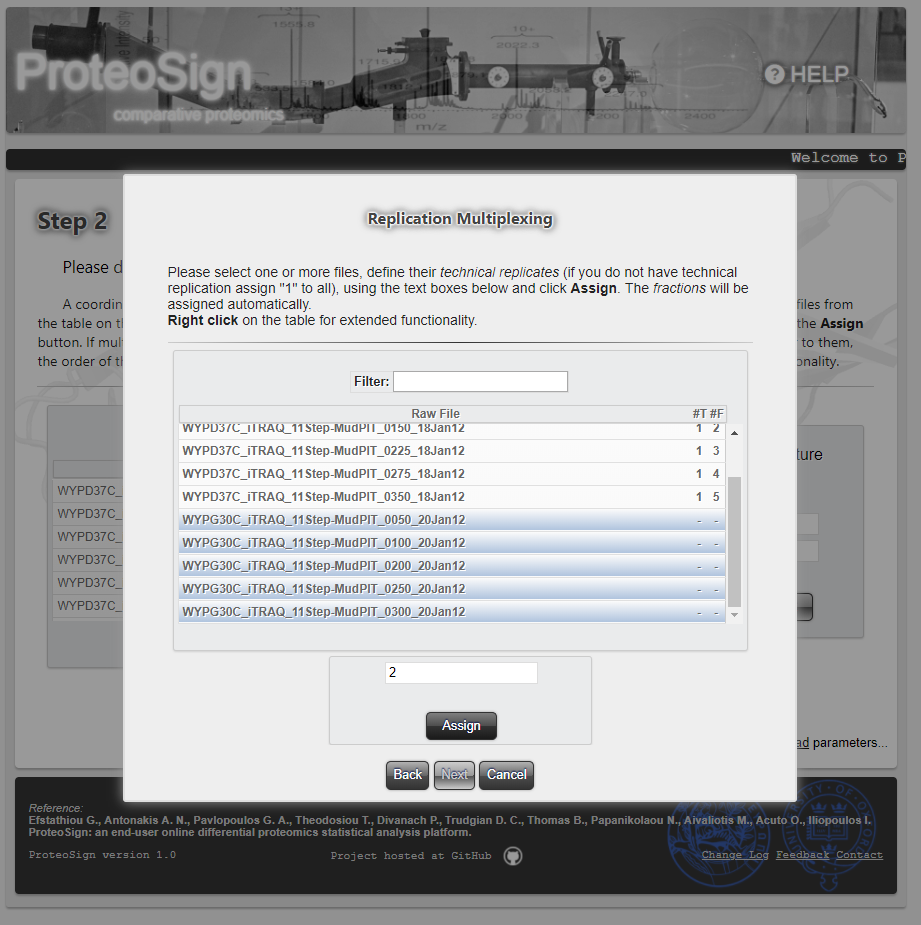 ProteoSign
comparative proteomics
HELP
Welcome to P
Step 2
Replication Multiplexing
Please d
Please select one or more files, define their technical replicates (if you do not have technical
replication assign "1" to all), using the text boxes below and click Assign. The fractions will be
assigned automatically.
Right click on the table for extended functionality.
A coordin
files from
the table on th
the Assign
button. If mul
to them,
the order of th
onality.
Filter:
Raw File #T #F
WYPD37C_iTRAQ_11Step-MudPIT_0150_18Jan12 1 2
WYPD37C_iTRAQ_11Step-MudPIT_0225_18Jan12 1 3
WYPD37C_iTRAQ_11Step-MudPIT_0275_18Jan12 1 4
WYPD37C_iTRAQ_11Step-MudPIT_0350_18Jan12 1 5
WYPG30C_iTRAQ_11Step-MudPIT_0050_20Jan12 - -
WYPG30C_iTRAQ_11Step-MudPIT_0100_20Jan12 - -
WYPG30C_iTRAQ_11Step-MudPIT_0200_20Jan12 - -
WYPG30C_iTRAQ_11Step-MudPIT_0250_20Jan12 - -
WYPG30C_iTRAQ_11Step-MudPIT_0300_20Jan12 - -
WYPD37C_
WYPD37C_
WYPD37C_
WYPD37C_
WYPD37C_
WYPD37C_
ture
2
Assign
Back Next Cancel
ad parameters...
Reference:
Efstathiou G., Antonakis A. N., Pavlopoulos G. A., Theodosiou T., Divanach P., Trudgian D. C., Thomas B., Papanikolaou N., Aivaliotis M., Acuto O., Iliopoulos I.
ProteoSign: an end-user online differential proteomics statistical analysis platform.
ProteoSign version 1.0 Project hosted at GitHub Change Log Feedback Contact